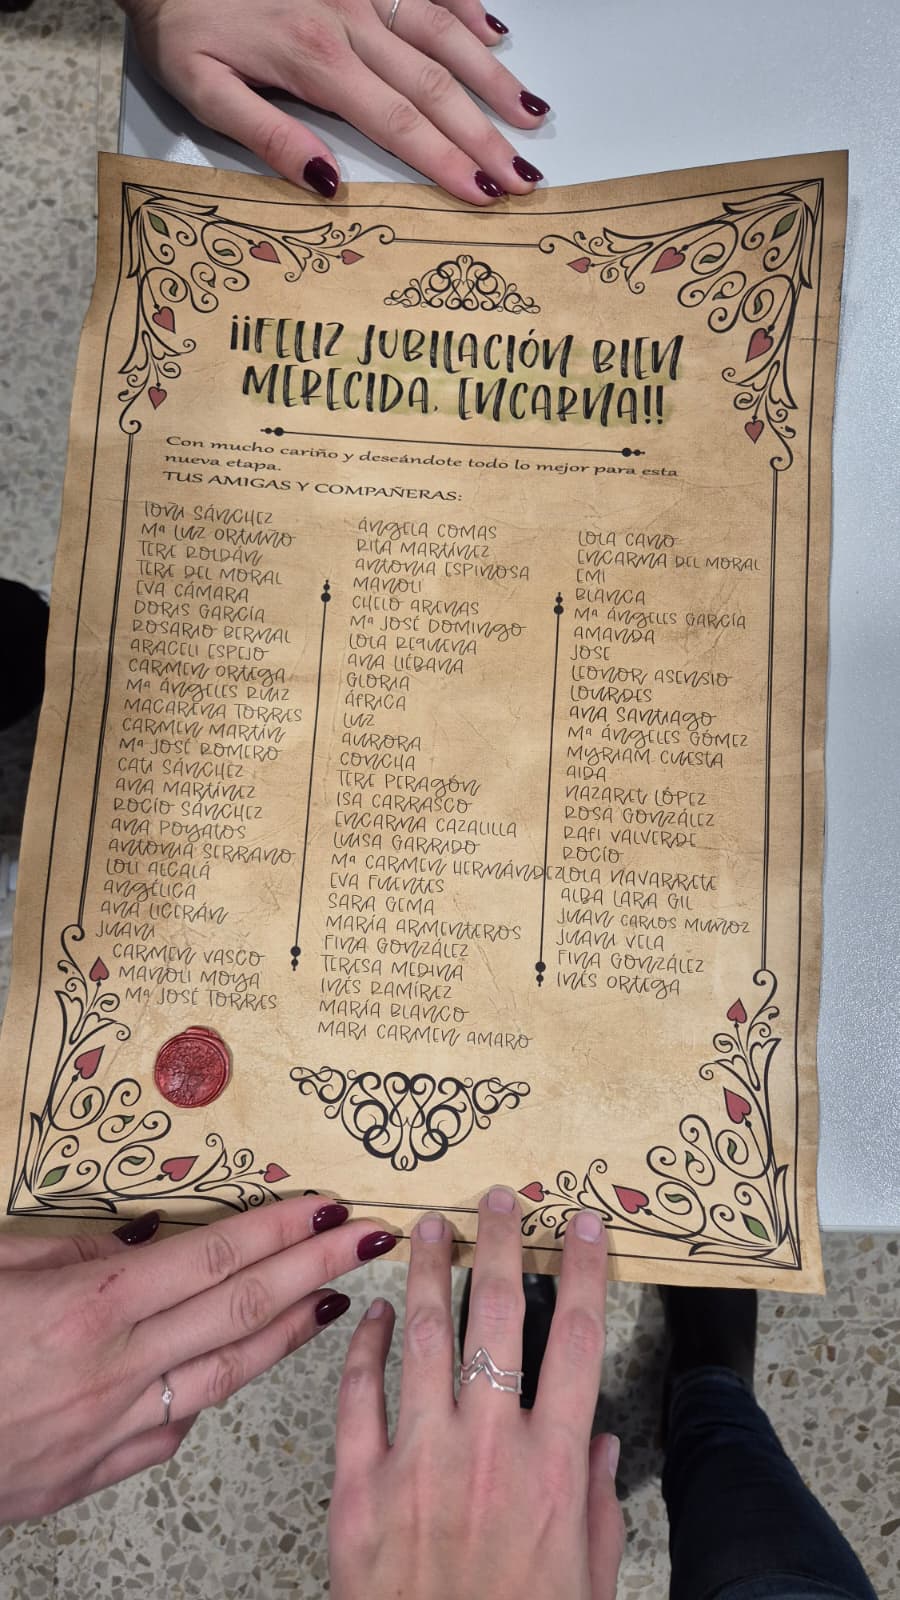 ¡¡FELIZ JUBILACIÓN BIEN
MERECIDA, ENCARNA!!
Con mucho cariño y deseándote todo lo mejor para esta
nueva etapa.
TUS AMIGAS Y COMPAÑERAS:
TOÑI SÁNCHEZ
Mª LUZ ORTUÑO
TERE ROLDÁN
TERE DEL MORAL
EVA CÁMARA
DORIS GARCÍA
ROSARIO BERNAL
ARACELI ESPEJO
CARMEN ORTEGA
Mª ÁNGELES RUIZ
MACARENA TORRES
CARMEN MARTÍN
Mª JOSÉ ROMERO
CATI SÁNCHEZ
ANA MARTÍNEZ
ROCÍO SÁNCHEZ
ANA POYATOS
ANTONIA SERRANO
LOLI ALCALÁ
ANGÉLICA
ANA LICERÁN
JUANI
CARMEN VASCO
MANOLI MOYA
Mª JOSÉ TORRES
ÁNGELA COMAS
RITA MARTÍNEZ
ANTONIA ESPINOSA
MANOLI
CHELO ARENAS
Mª JOSÉ DOMINGO
LOLA REQUENA
ANA LIÉBANA
GLORIA
ÁFRICA
LUZ
AURORA
CONCHA
TERE PERAGÓN
ISA CARRASCO
ENCARNA CAZALILLA
LUISA GARRIDO
Mª CARMEN HERNÁNDEZ
EVA FUENTES
SARA GEMA
MARÍA ARMENTEROS
FINA GONZÁLEZ
TERESA MEDINA
INÉS RAMÍREZ
MARÍA BLANCO
MARI CARMEN AMARO
LOLA CANO
ENCARNA DEL MORAL
EMI
BLANCA
Mª ÁNGELES GARCÍA
AMANDA
JOSE
LEONOR ASENSIO
LOURDES
ANA SANTIAGO
Mª ÁNGELES GÓMEZ
MYRIAM CUESTA
AIDA
NAZARET LÓPEZ
ROSA GONZÁLEZ
RAFI VALVERDE
ROCÍO
LOLA NAVARRETE
ALBA LARA GIL
JUAN CARLOS MUÑOZ
JUANI VELA
FINA GONZÁLEZ
INÉS ORTEGA